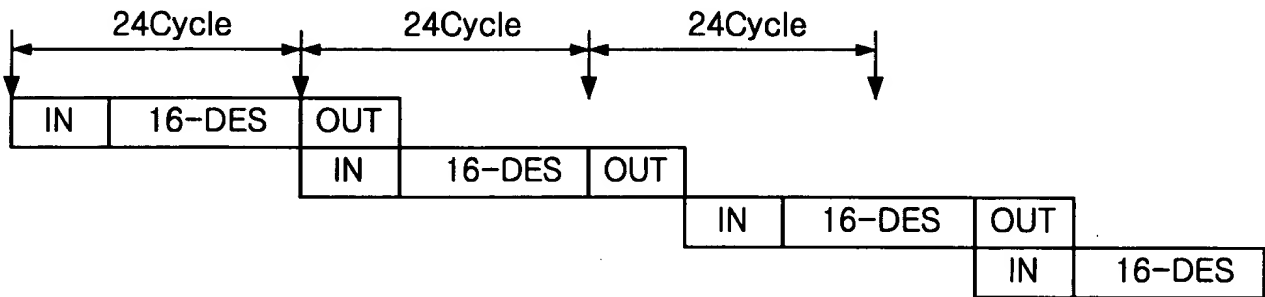 24Cycle 24Cycle 24Cycle
IN 16-DES OUT
IN 16-DES OUT
IN 16-DES OUT
IN 16-DES